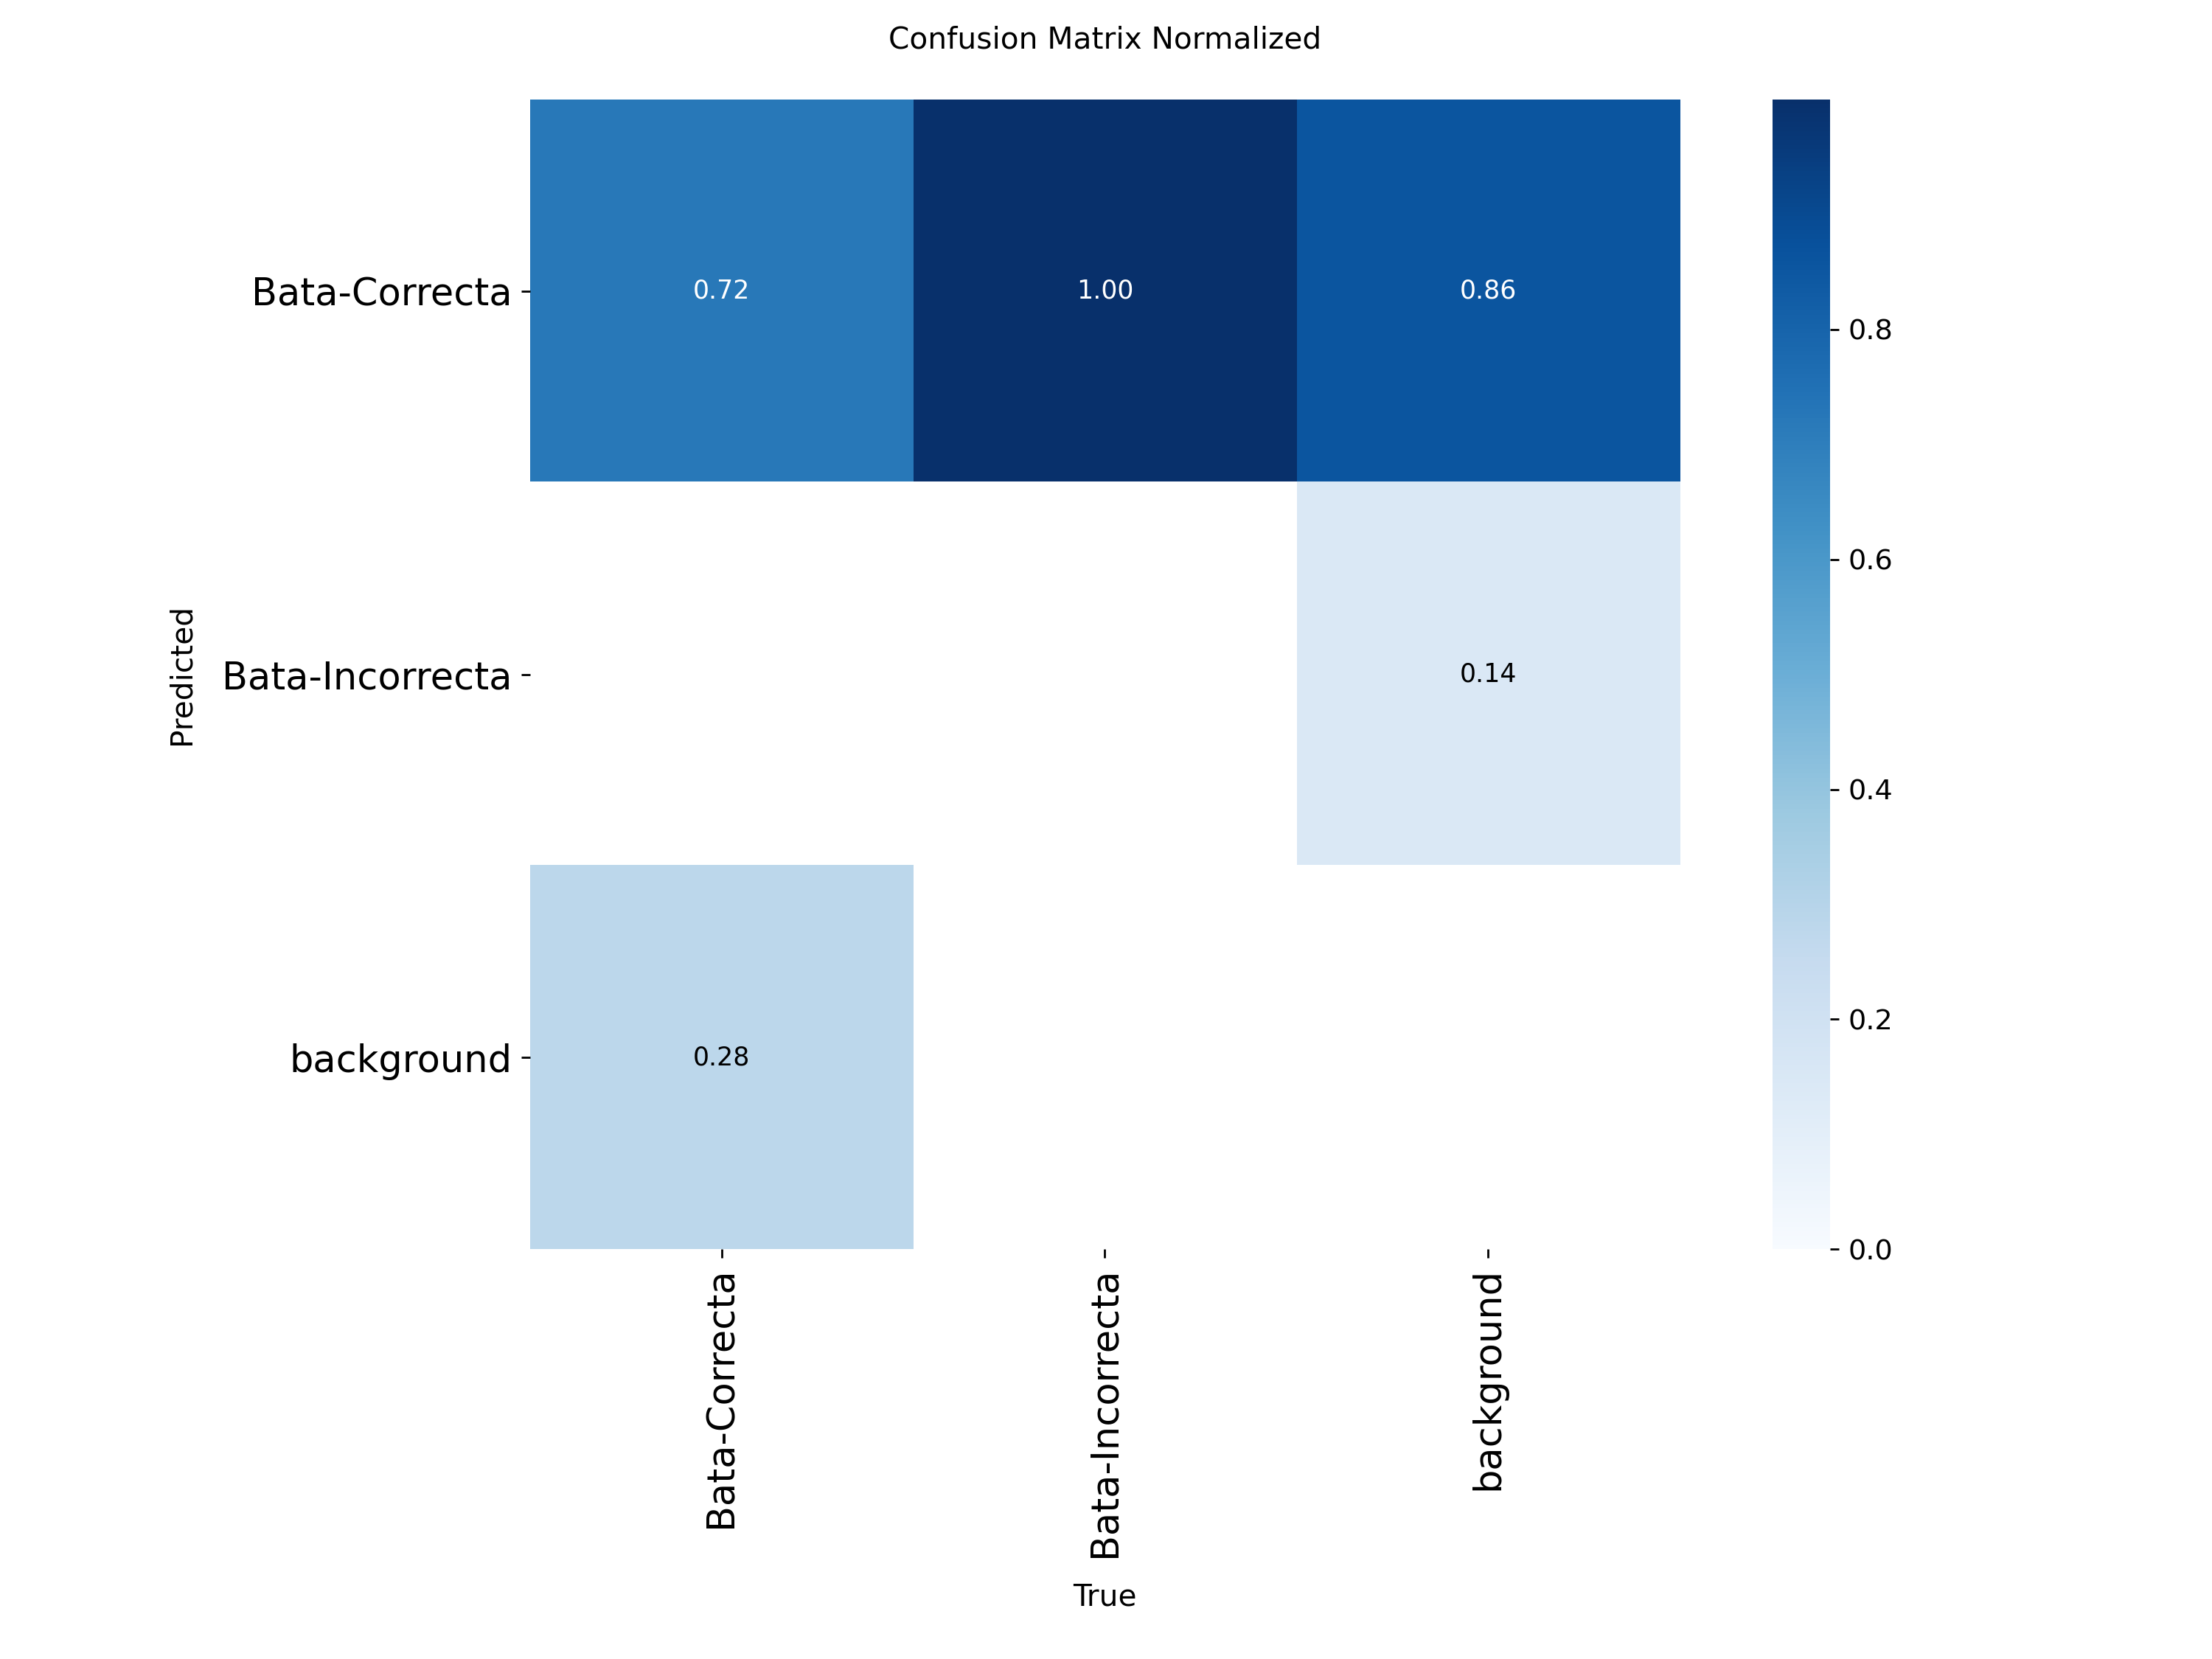 Confusion Matrix Normalized
Predicted
Bata-Correcta
0.72
1.00
0.86
Bata-Incorrecta
0.14
background
0.28
Bata-Correcta
Bata-Incorrecta
background
True
0.8
0.6
0.4
0.2
0.0